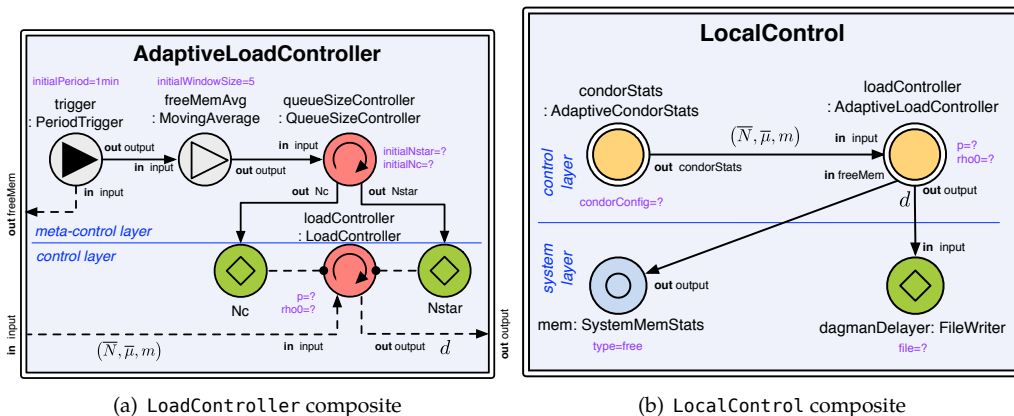 AdaptiveLoadController
initialPeriod=1min
initialWindowSize=5
trigger
: PeriodTrigger
freeMemAvg
: MovingAverage
queueSizeController
: QueueSizeController
out output
in input
in input
out output
in input
initialNstar=?
initialNc=?
out freeMem
out Nc
out Nstar
meta-control layer
control layer
loadController
: LoadController
p=?
rho0=?
Nc
Nstar
in input
(N̅, μ̅, m)
in input
out output
d
out output
(a) LoadController composite
LocalControl
condorStats
: AdaptiveCondorStats
loadController
: AdaptiveLoadController
(N̅, μ̅, m)
in input
out condorStats
p=?
rho0=?
in freeMem
out output
condorConfig=?
d
control
layer
system
layer
in input
out output
mem: SystemMemStats
type=free
dagmanDelayer: FileWriter
file=?
(b) LocalControl composite